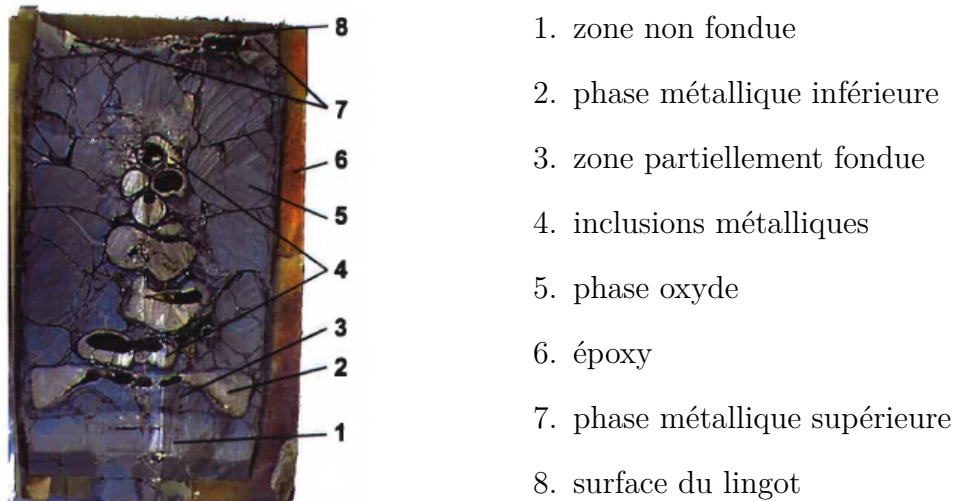 8
7
6
5
4
3
2
1
1. zone non fondue
2. phase métallique inférieure
3. zone partiellement fondue
4. inclusions métalliques
5. phase oxyde
6. époxy
7. phase métallique supérieure
8. surface du lingot